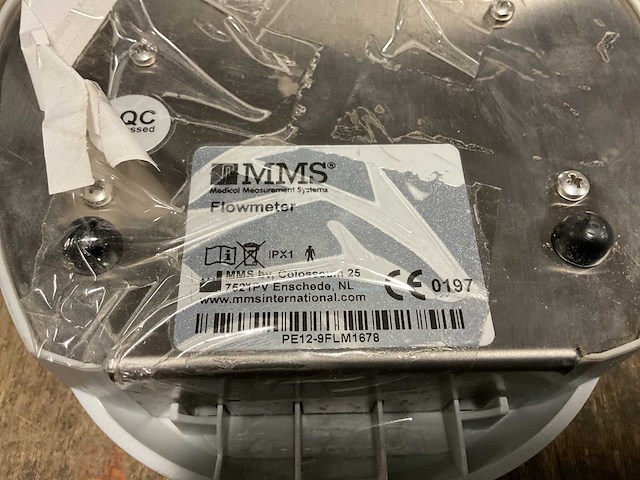 QC
MMS®
Medical Measurement Systems
Flowmeter
IPX1
MMS bv, Colosseum 25
7521PV Enschede, NL
www.mmsinternational.com
CE 0197
PE12-9FLM1678